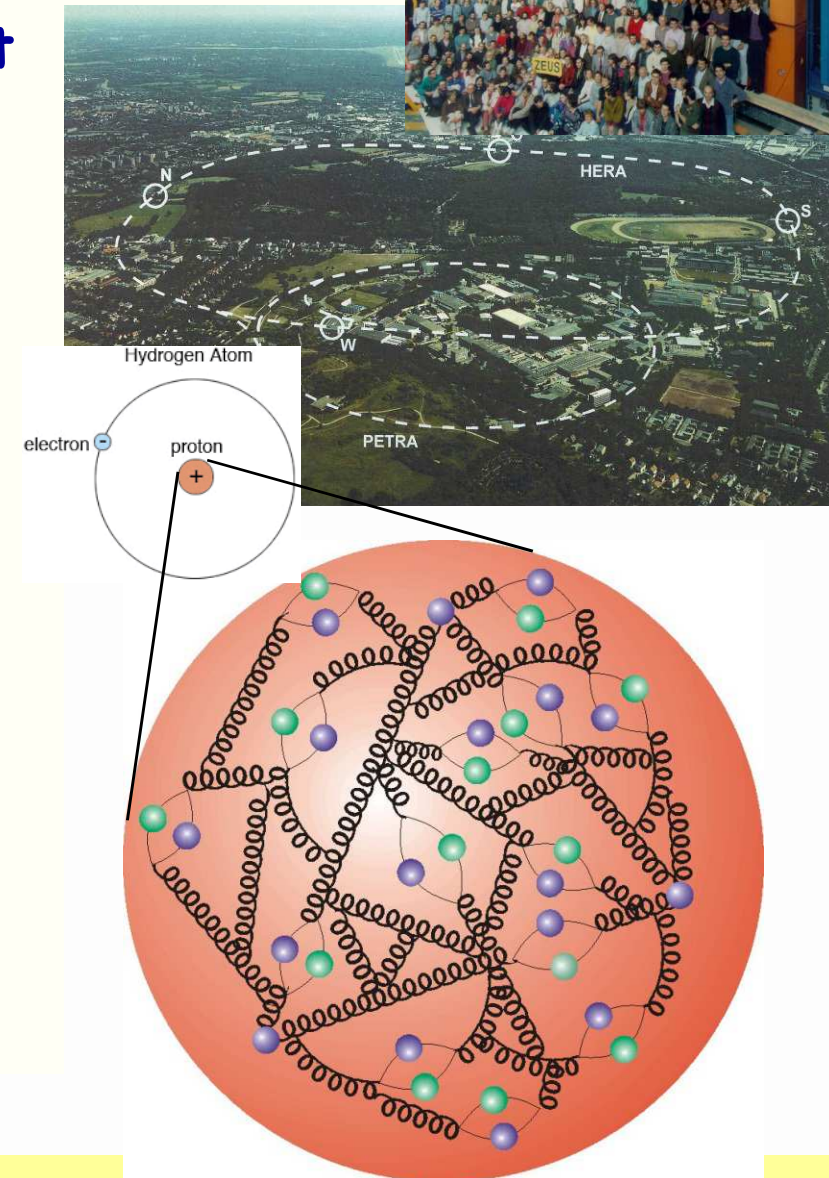 t
ZEUS
HERA
N
S
W
PETRA
Hydrogen Atom
electron -
proton
+